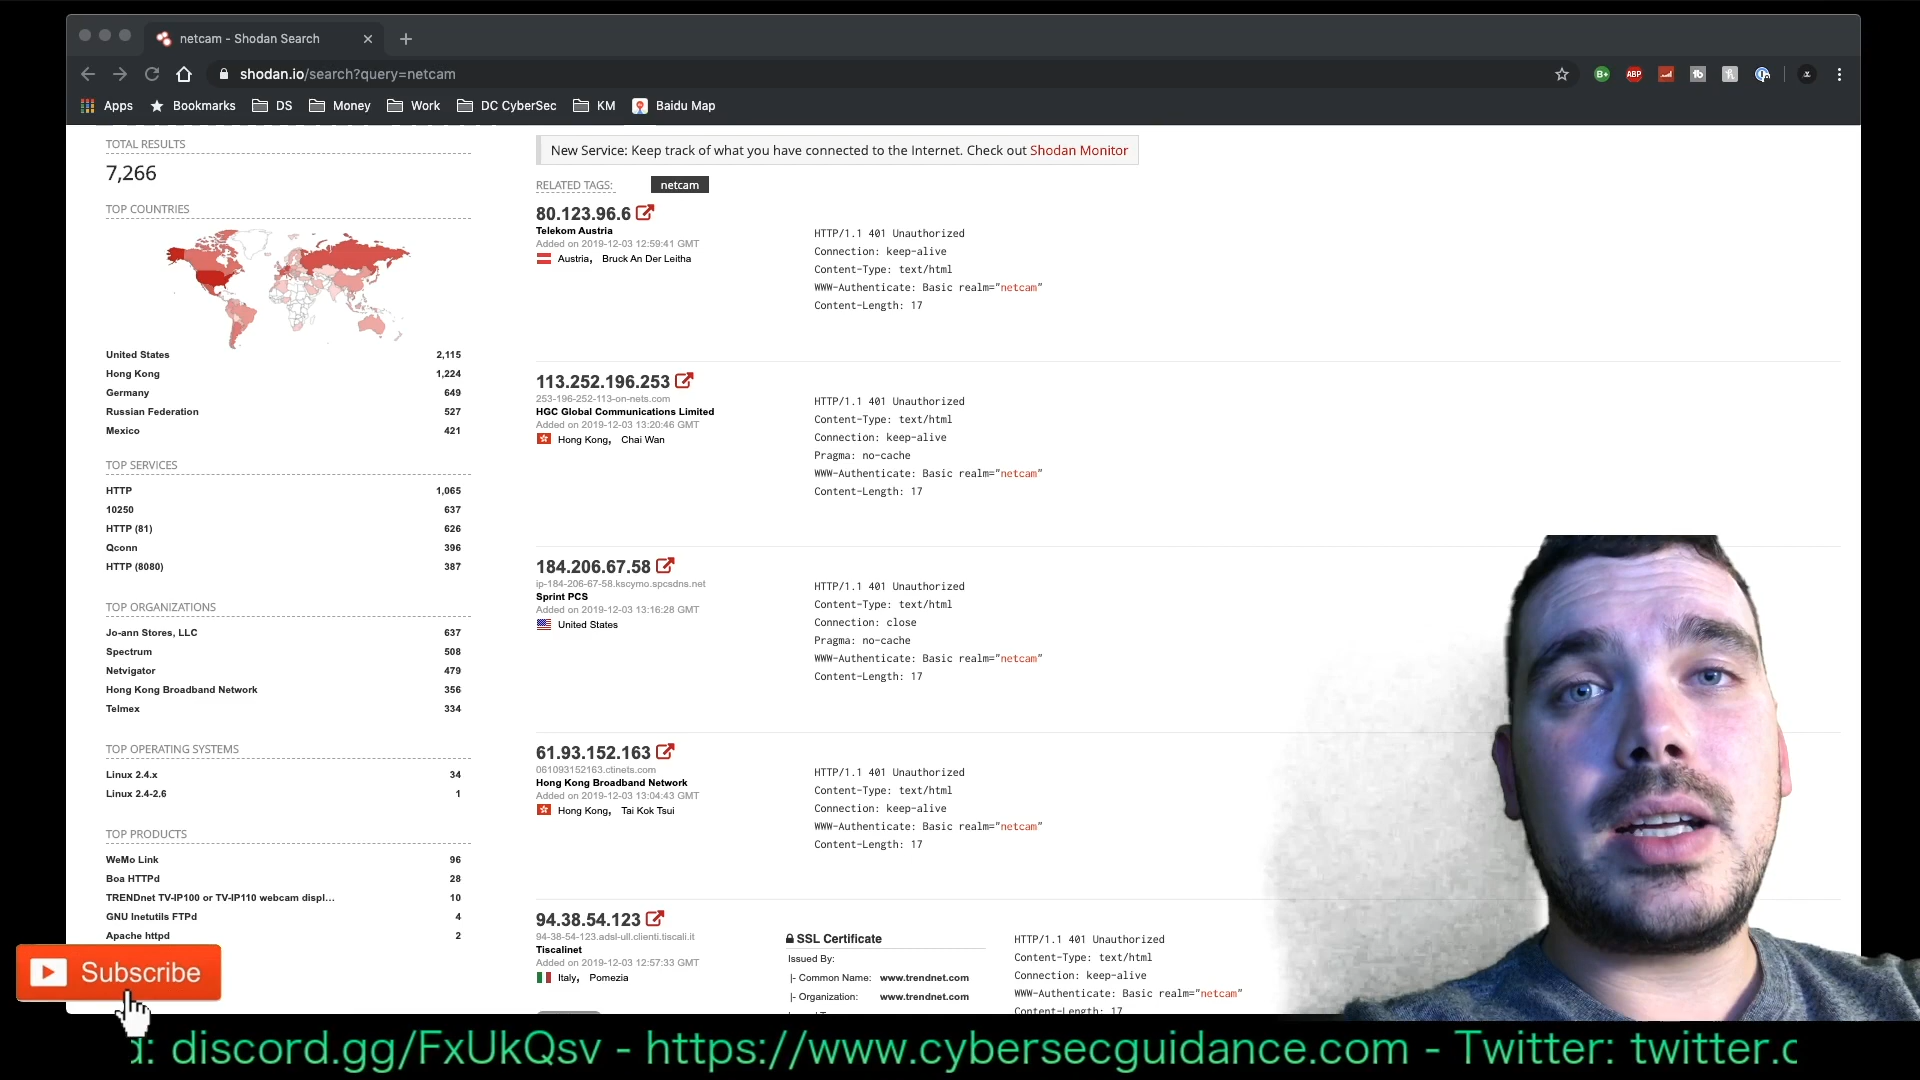 netcam - Shodan Search
shodan.io/search?query=netcam
B+
ABP
Apps
Bookmarks
DS
Money
Work
DC CyberSec
KM
Baidu Map
TOTAL RESULTS
7,266
TOP COUNTRIES
United States 2,115
Hong Kong 1,224
Germany 649
Russian Federation 527
Mexico 421
TOP SERVICES
HTTP 1,065
10250 637
HTTP (81) 626
Qconn 396
HTTP (8080) 387
TOP ORGANIZATIONS
Jo-ann Stores, LLC 637
Spectrum 508
Netvigator 479
Hong Kong Broadband Network 356
Telmex 334
TOP OPERATING SYSTEMS
Linux 2.4.x 34
Linux 2.4-2.6 1
TOP PRODUCTS
WeMo Link 96
Boa HTTPd 28
TRENDnet TV-IP100 or TV-IP110 webcam displ... 10
GNU Inetutils FTPd 4
Apache httpd 2
New Service: Keep track of what you have connected to the Internet. Check out Shodan Monitor
RELATED TAGS: netcam
80.123.96.6
Telekom Austria
Added on 2019-12-03 12:59:41 GMT
Austria, Bruck An Der Leitha
HTTP/1.1 401 Unauthorized
Connection: keep-alive
Content-Type: text/html
WWW-Authenticate: Basic realm="netcam"
Content-Length: 17
113.252.196.253
253-196-252-113-on-nets.com
HGC Global Communications Limited
Added on 2019-12-03 13:20:46 GMT
Hong Kong, Chai Wan
HTTP/1.1 401 Unauthorized
Content-Type: text/html
Connection: keep-alive
Pragma: no-cache
WWW-Authenticate: Basic realm="netcam"
Content-Length: 17
184.206.67.58
ip-184-206-67-58.kscymo.spcsdns.net
Sprint PCS
Added on 2019-12-03 13:16:28 GMT
United States
HTTP/1.1 401 Unauthorized
Content-Type: text/html
Connection: close
Pragma: no-cache
WWW-Authenticate: Basic realm="netcam"
Content-Length: 17
61.93.152.163
061093152163.ctinets.com
Hong Kong Broadband Network
Added on 2019-12-03 13:04:43 GMT
Hong Kong, Tai Kok Tsui
HTTP/1.1 401 Unauthorized
Content-Type: text/html
Connection: keep-alive
WWW-Authenticate: Basic realm="netcam"
Content-Length: 17
94.38.54.123
94-38-54-123.adsl-ull.clienti.tiscali.it
Tiscalinet
Added on 2019-12-03 12:57:33 GMT
Italy, Pomezia
SSL Certificate
Issued By:
|- Common Name: www.trendnet.com
|- Organization: www.trendnet.com
HTTP/1.1 401 Unauthorized
Content-Type: text/html
Connection: keep-alive
WWW-Authenticate: Basic realm="netcam"
Content-Length: 17
Subscribe
d: discord.gg/FxUkQsv - https://www.cybersecguidance.com - Twitter: twitter.c